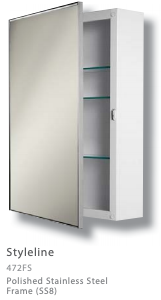 Styleline
472FS
Polished Stainless Steel
Frame (SS8)